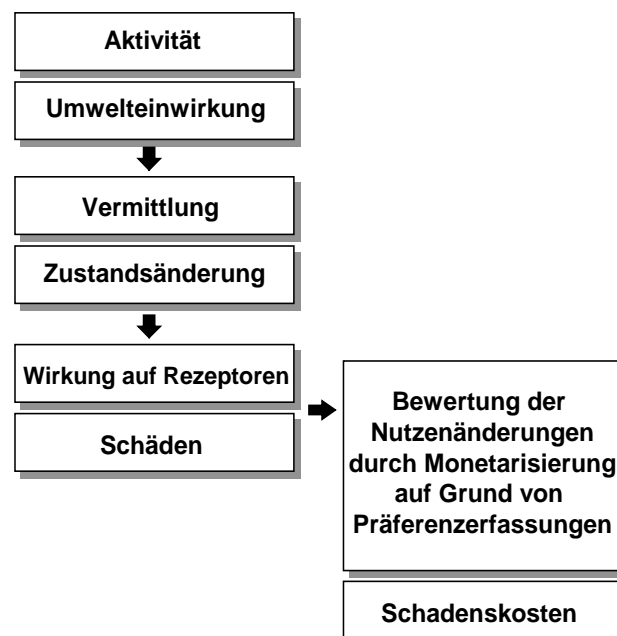 Aktivität
Umwelteinwirkung
Vermittlung
Zustandsänderung
Wirkung auf Rezeptoren
Schäden
Bewertung der
Nutzenänderungen
durch Monetarisierung
auf Grund von
Präferenzerfassungen
Schadenskosten